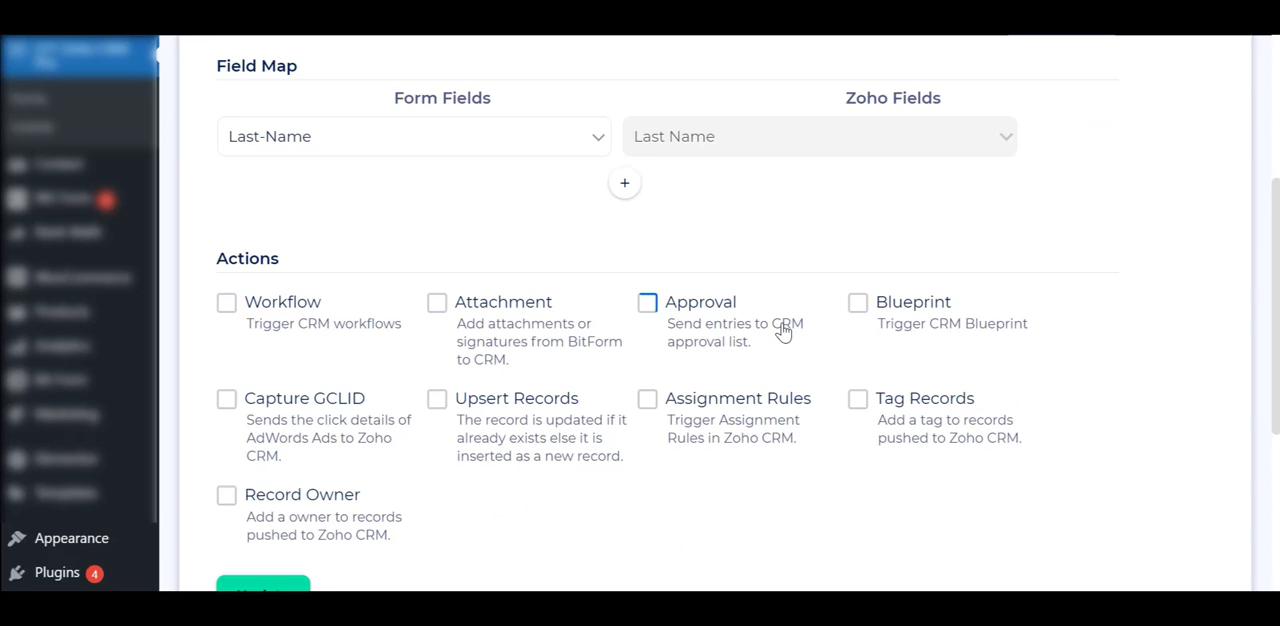 Field Map
Form Fields
Zoho Fields
Last-Name
Last Name
+
Actions
Workflow
Trigger CRM workflows
Attachment
Add attachments or
signatures from BitForm
to CRM.
Approval
Send entries to CRM
approval list.
Blueprint
Trigger CRM Blueprint
Capture GCLID
Sends the click details of
AdWords Ads to Zoho
CRM.
Upsert Records
The record is updated if it
already exists else it is
inserted as a new record.
Assignment Rules
Trigger Assignment
Rules in Zoho CRM.
Tag Records
Add a tag to records
pushed to Zoho CRM.
Record Owner
Add a owner to records
pushed to Zoho CRM.
Appearance
Plugins 4